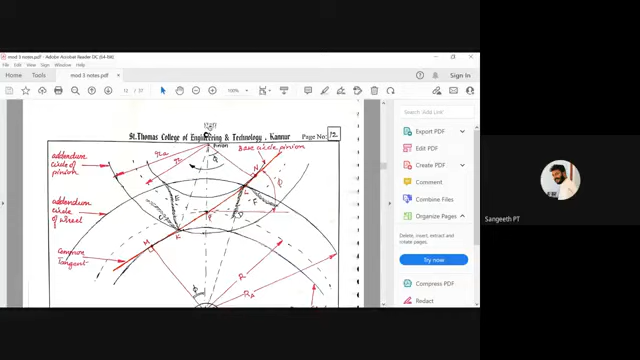 mod 3 notes.pdf - Adobe Acrobat Reader DC (64-bit)
File Edit View Sign Window Help
Home Tools mod 3 notes.pdf × Sign In
12 / 37 100%
St.Thomas College of Engineering & Technology, Kannur Page No: 12
Pinion
Base circle pinion
addendum
circle of
pinion
ra
r
Q
N
Q
E
L
F
addendum
circle
of wheel
P
D
K
M
Common
Tangent
R
RA
Q
Search 'Add Link'
Export PDF
Edit PDF
Create PDF
Comment
Combine Files
Organize Pages
Delete, insert, extract and
rotate pages.
Try now
Compress PDF
Redact
Sangeeth PT